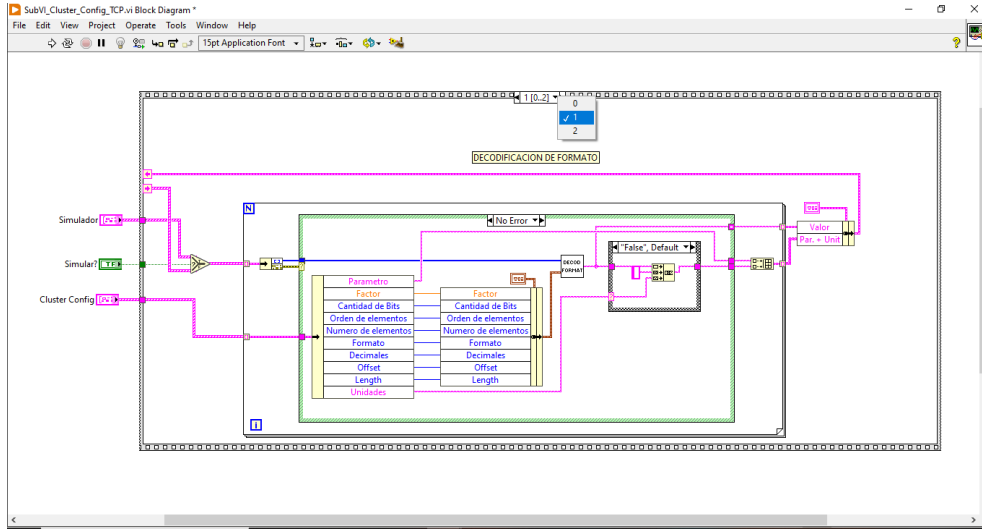 SubVI_Cluster_Config_TCP.vi Block Diagram *
File Edit View Project Operate Tools Window Help
15pt Application Font
1 [0..2]
0
1
2
DECODIFICACION DE FORMATO
N
No Error
Simulador
Valor
Par. + Unit
"False", Default
Simular?
TF
DECOD
FORMAT
Parametro
Factor
Factor
Cantidad de Bits
Cantidad de Bits
Cluster Config
Orden de elementos
Orden de elementos
Numero de elementos
Numero de elementos
Formato
Formato
Decimales
Decimales
Offset
Offset
Length
Length
Unidades
i